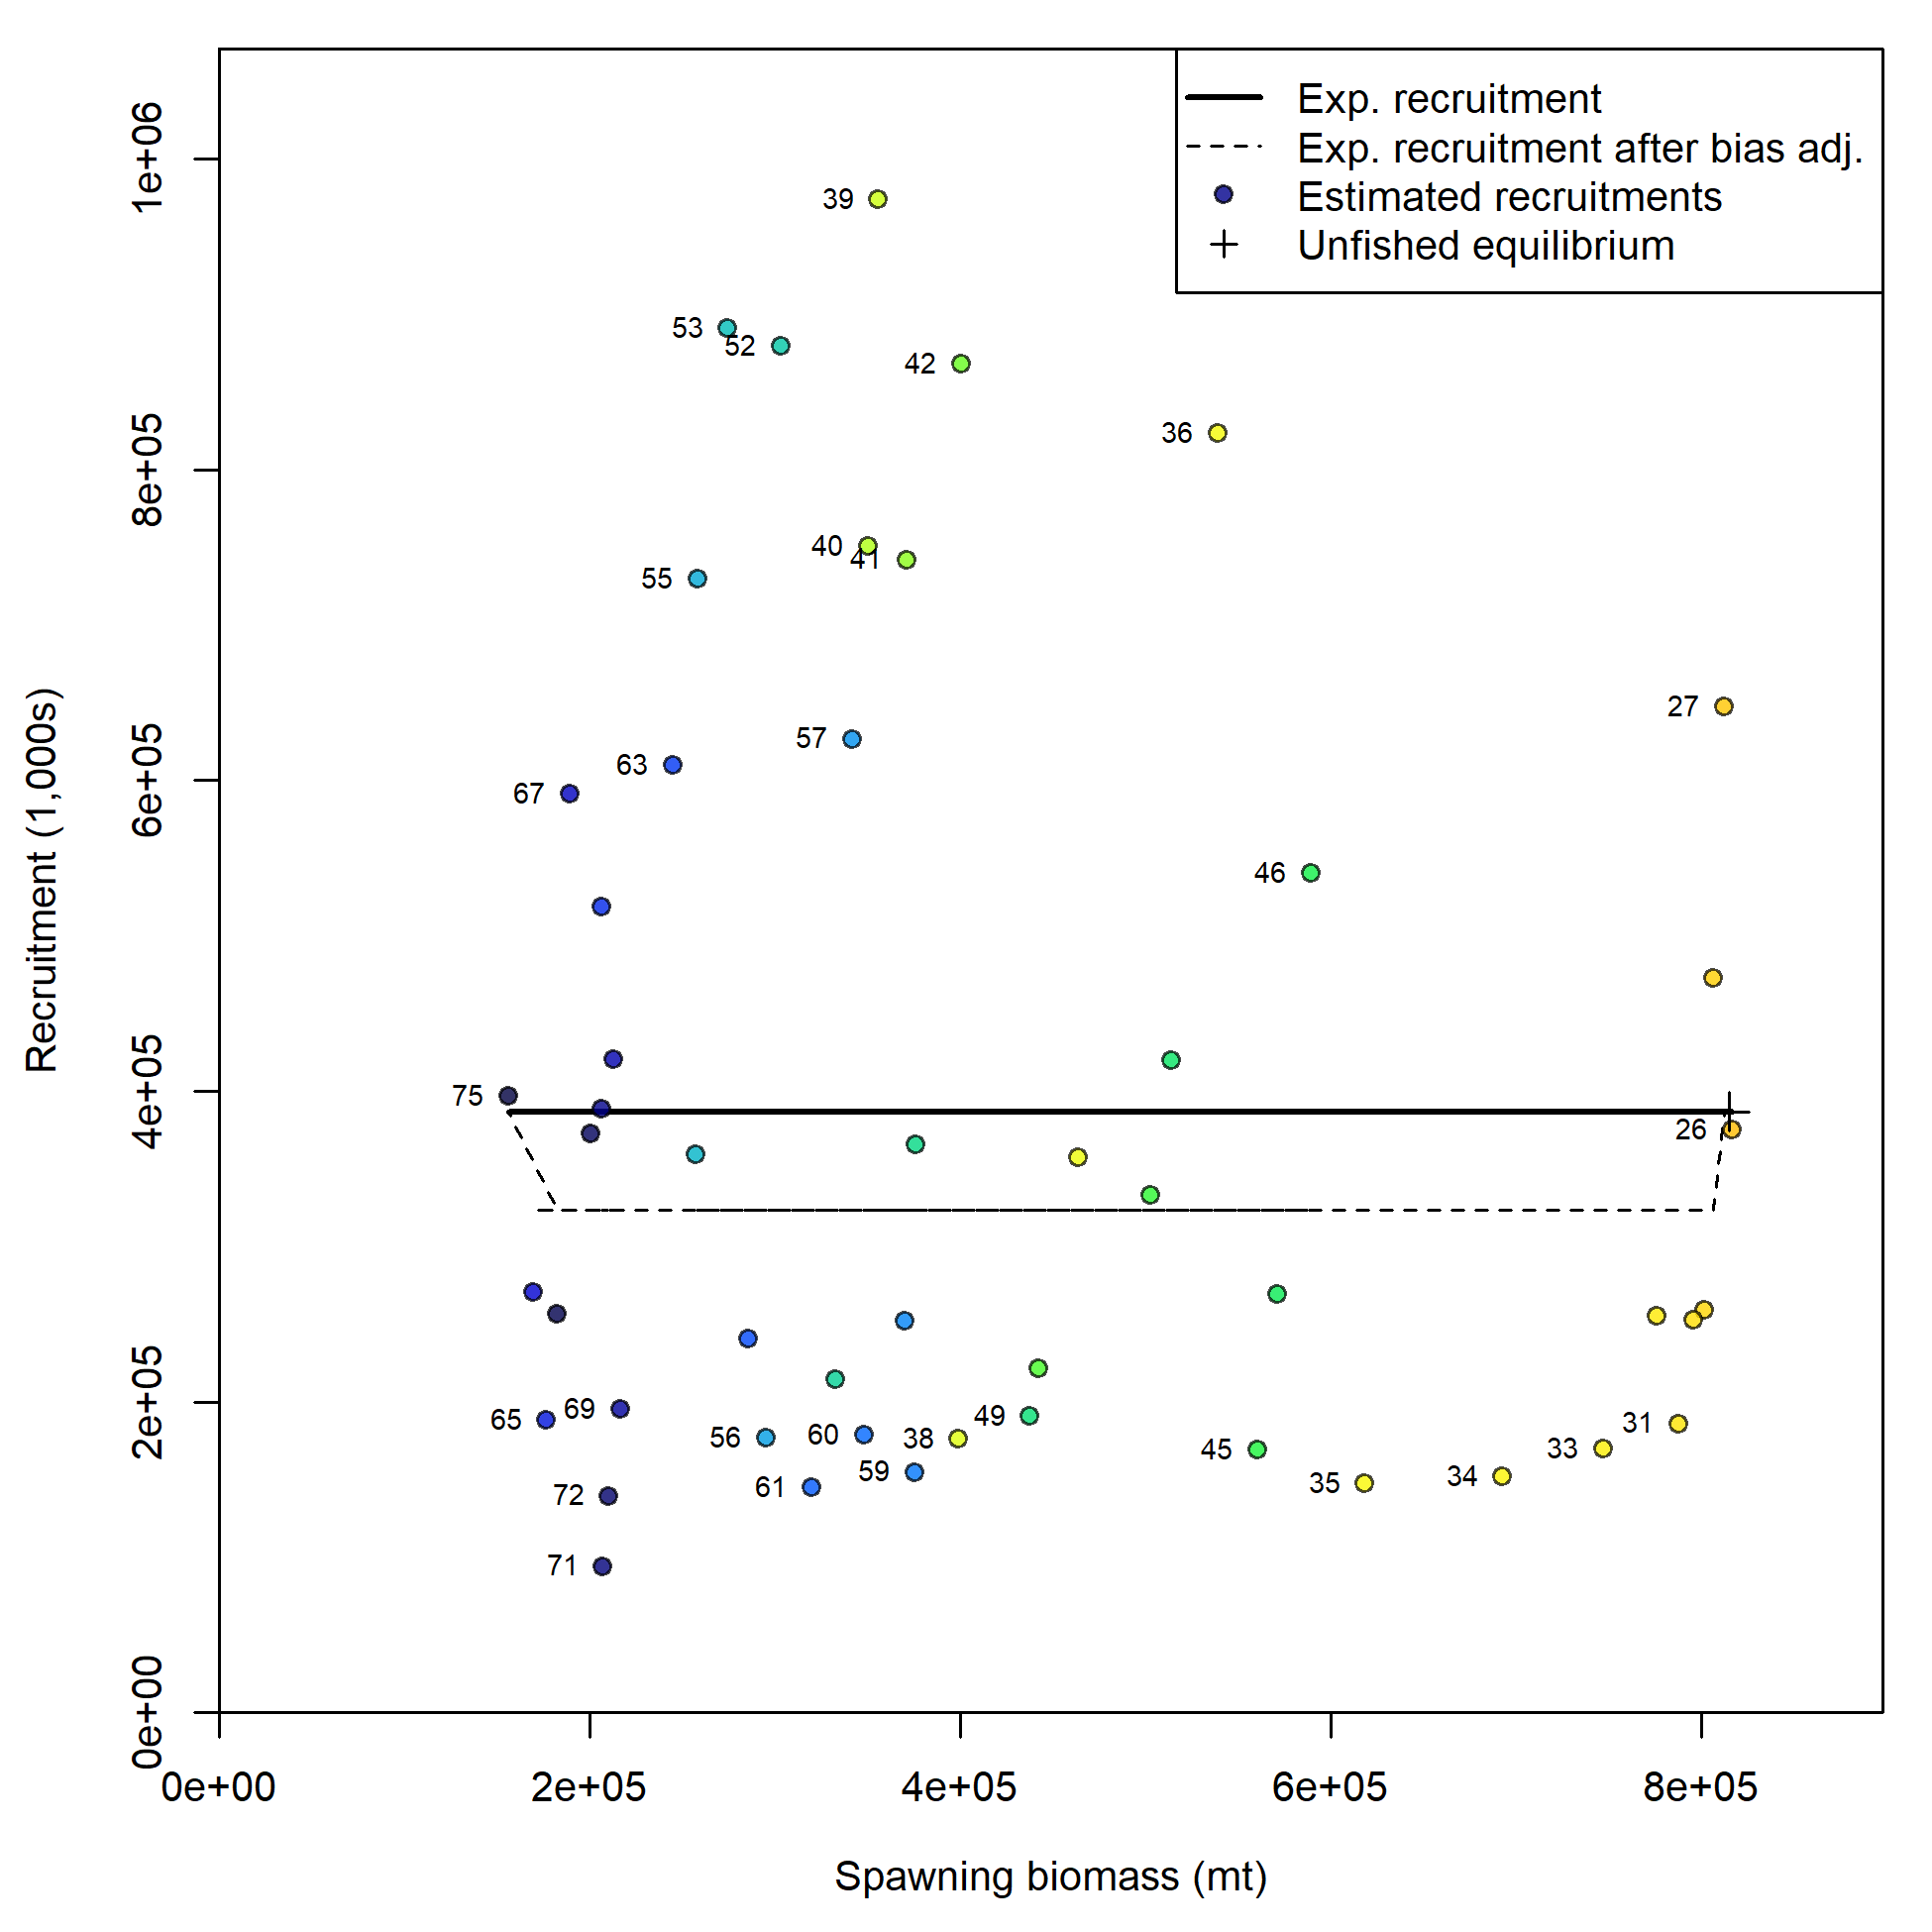 Exp. recruitment
Exp. recruitment after bias adj.
Estimated recruitments
Unfished equilibrium
1e+06
8e+05
6e+05
4e+05
2e+05
0e+00
Recruitment (1,000s)
39
53
52
42
36
40
41
55
27
57
63
67
46
75
26
69
65
49
56
60
38
31
45
33
59
34
35
61
72
71
0e+00
2e+05
4e+05
6e+05
8e+05
Spawning biomass (mt)